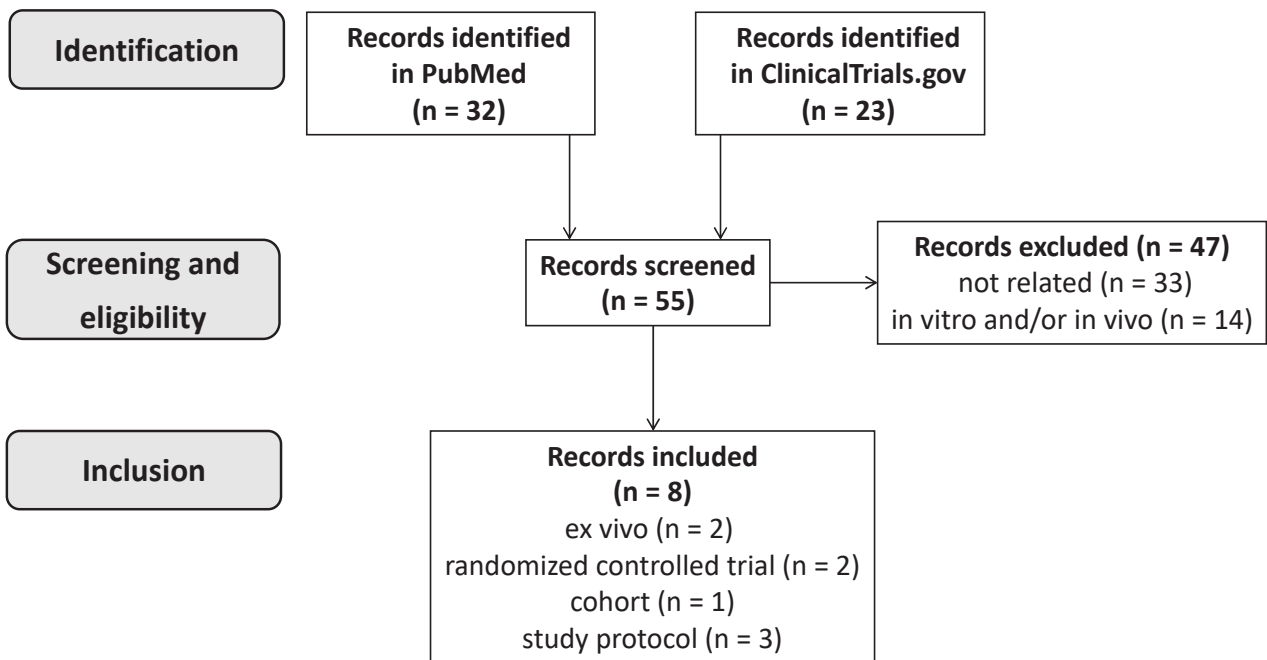 Identification
Records identified
in PubMed
(n = 32)
Records identified
in ClinicalTrials.gov
(n = 23)
Screening and
eligibility
Records screened
(n = 55)
Records excluded (n = 47)
not related (n = 33)
in vitro and/or in vivo (n = 14)
Inclusion
Records included
(n = 8)
ex vivo (n = 2)
randomized controlled trial (n = 2)
cohort (n = 1)
study protocol (n = 3)